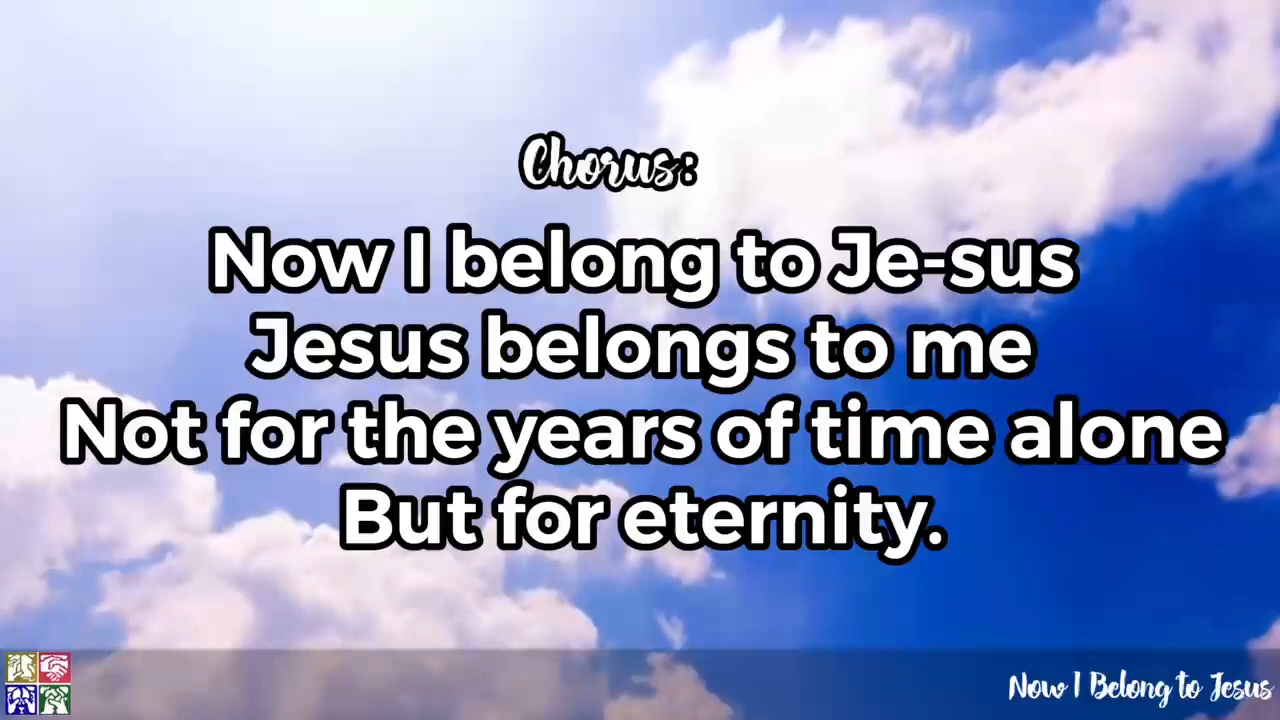 Chorus:
Now I belong to Je-sus
Jesus belongs to me
Not for the years of time alone
But for eternity.
Now I Belong to Jesus